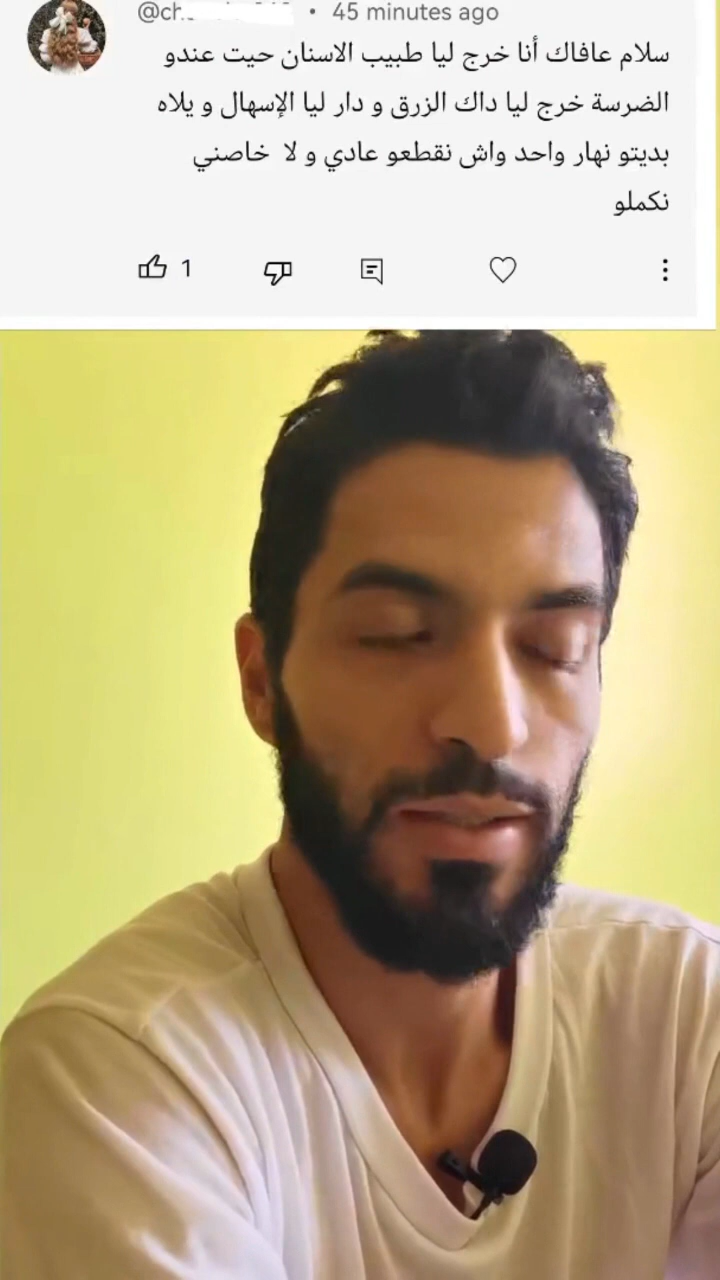 @ch • 45 minutes ago
سلام عافاك أنا خرج ليا طبيب الاسنان حيت عندو
الضرسة خرج ليا داك الزرق و دار ليا الإسهال و يلاه
بديتو نهار واحد واش نقطعو عادي و لا خاصني
نكملو
1